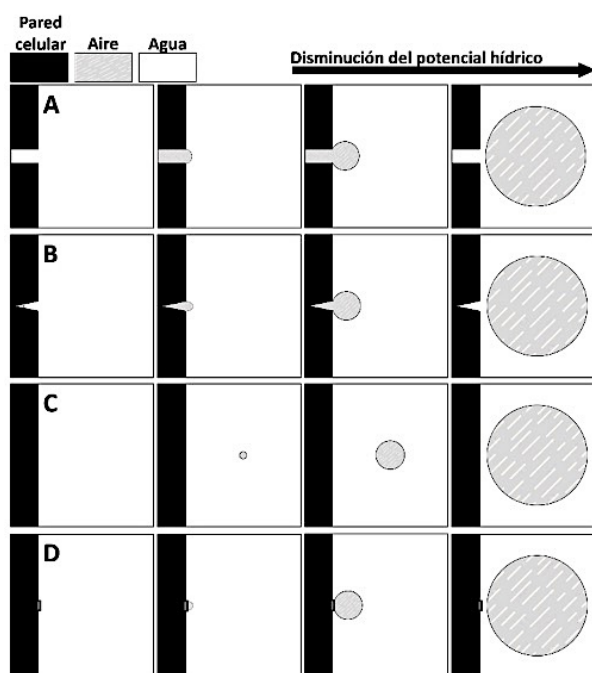 Pared
celular
Aire
Agua
Disminución del potencial hídrico
A
B
C
D